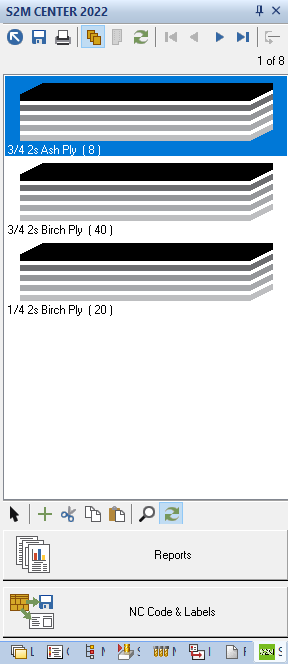 S2M CENTER 2022
1 of 8
3/4 2s Ash Ply ( 8 )
3/4 2s Birch Ply ( 40 )
1/4 2s Birch Ply ( 20 )
Reports
NC Code & Labels
L C N S M I F S